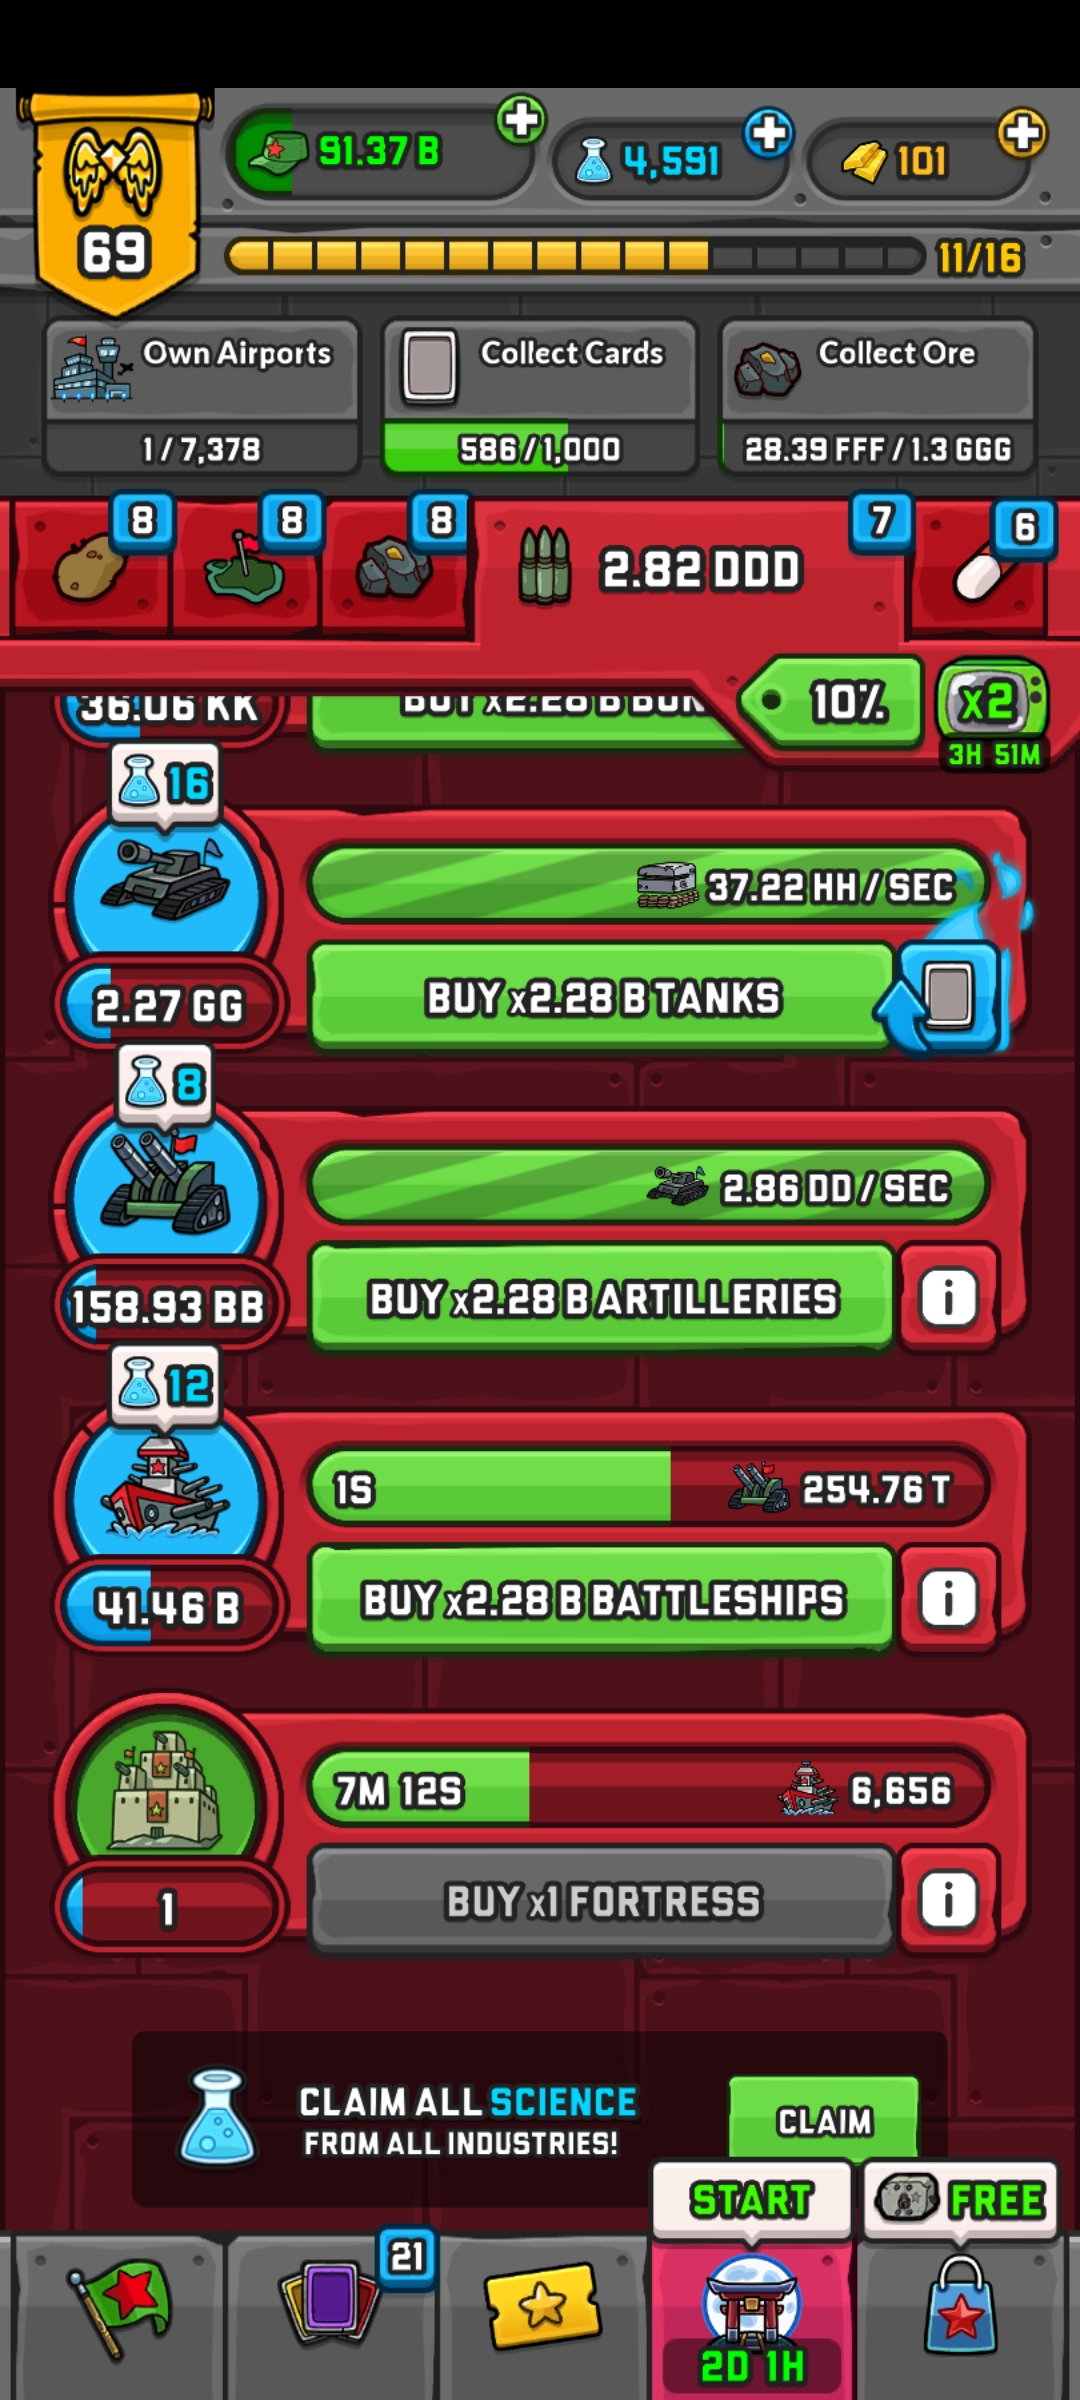 69
91.37 B
4,591
101
11/16
Own Airports
1 / 7,378
Collect Cards
586 / 1,000
Collect Ore
28.39 FFF / 1.3 GGG
8
8
8
2.82 DDD
7
6
10%
x2
3H 51M
36.06 KK
16
37.22 HH / SEC
2.27 GG
BUY x2.28 B TANKS
8
2.86 DD / SEC
158.93 BB
BUY x2.28 B ARTILLERIES
i
12
1S
254.76 T
41.46 B
BUY x2.28 B BATTLESHIPS
i
7M 12S
6,656
1
BUY x1 FORTRESS
i
CLAIM ALL SCIENCE
FROM ALL INDUSTRIES!
CLAIM
START
FREE
21
2D 1H